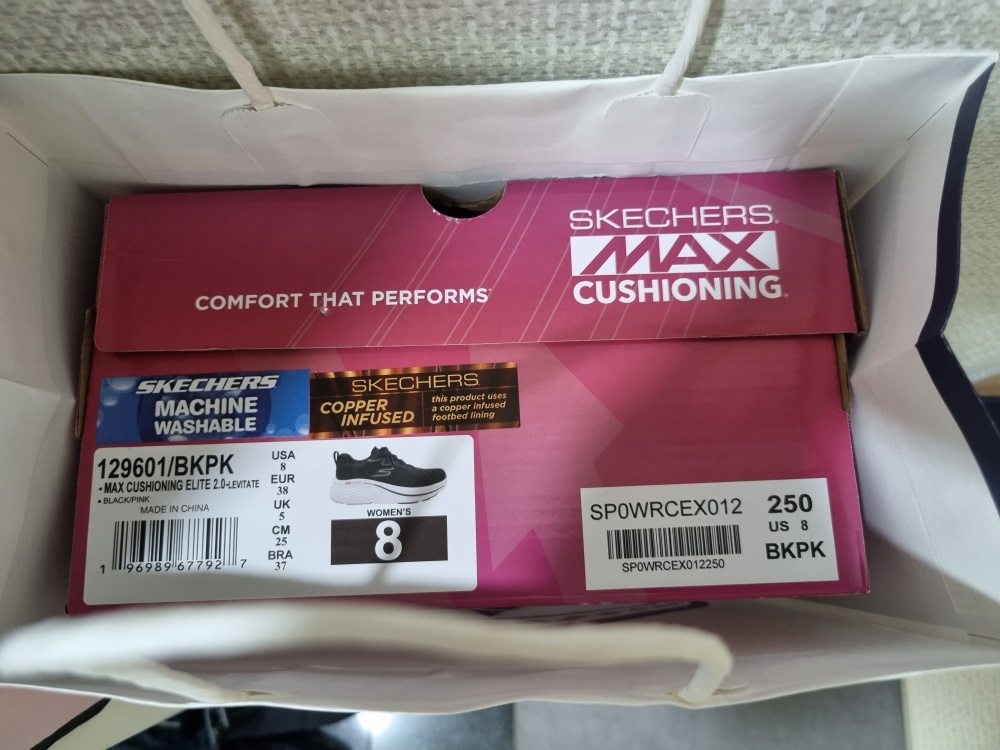 SKECHERS
MAX
CUSHIONING
COMFORT THAT PERFORMS
SKECHERS
MACHINE
WASHABLE
SKECHERS
COPPER
INFUSED
this product uses
a copper infused
footbed lining
129601/BKPK
• MAX CUSHIONING ELITE 2.0-LEVITATE
• BLACK/PINK
MADE IN CHINA
1 96989 67792 7
USA
8
EUR
38
UK
5
CM
25
BRA
37
WOMEN'S
8
SP0WRCEX012
SP0WRCEX012250
250
US 8
BKPK